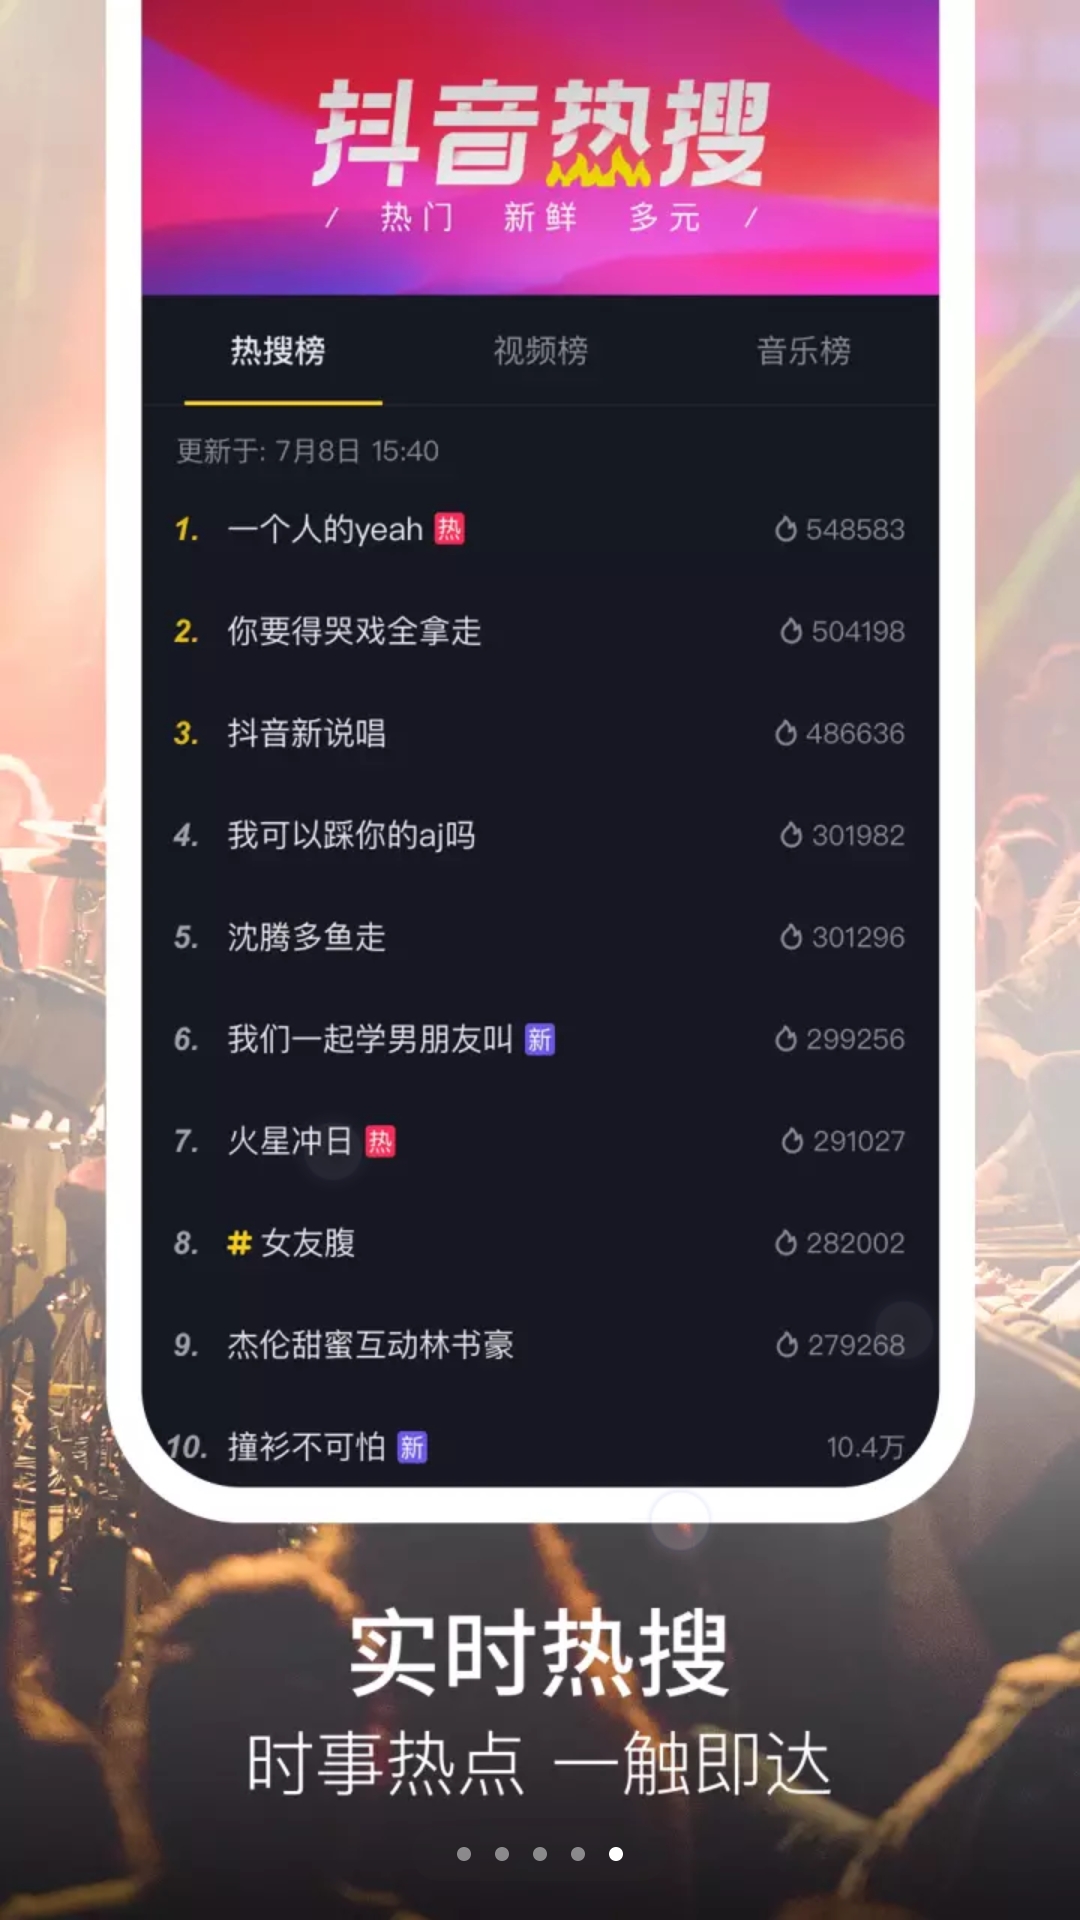 抖音热搜
/ 热门 新鲜 多元 /
热搜榜 视频榜 音乐榜
更新于: 7月8日 15:40
1. 一个人的yeah 热 548583
2. 你要得哭戏全拿走 504198
3. 抖音新说唱 486636
4. 我可以踩你的aj吗 301982
5. 沈腾多鱼走 301296
6. 我们一起学男朋友叫 新 299256
7. 火星冲日 热 291027
8. # 女友腹 282002
9. 杰伦甜蜜互动林书豪 279268
10. 撞衫不可怕 新 10.4万
实时热搜
时事热点 一触即达